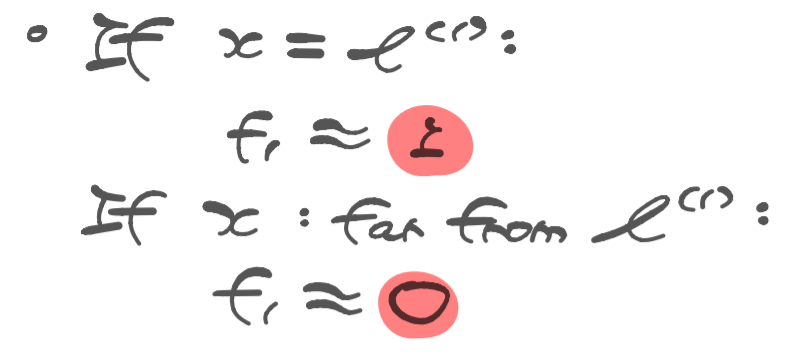 ∘ If x = l⁽¹⁾:
f₁ ≈ 1
If x : far from l⁽¹⁾:
f₁ ≈ 0